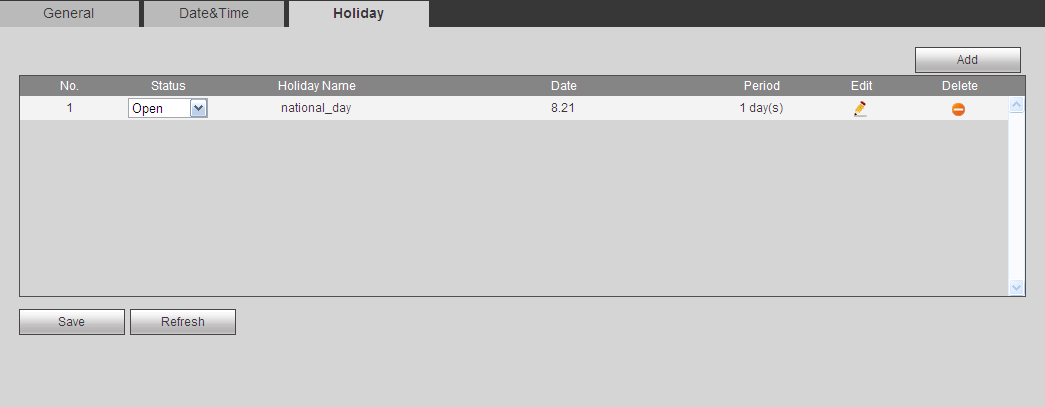 General Date&Time Holiday
Add
No. Status Holiday Name Date Period Edit Delete
1 Open national_day 8.21 1 day(s)
Save Refresh